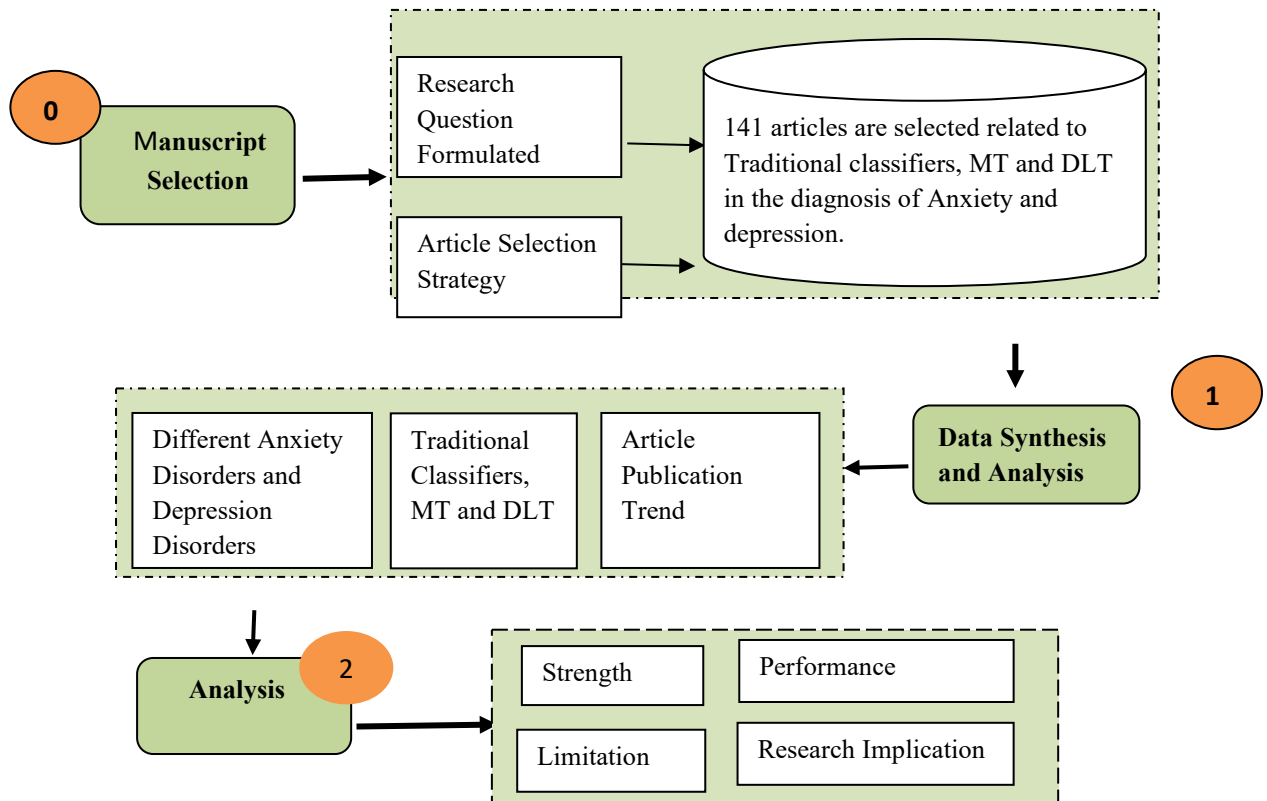 0
Manuscript
Selection
Research
Question
Formulated
Article Selection
Strategy
141 articles are selected related to
Traditional classifiers, MT and DLT
in the diagnosis of Anxiety and
depression.
1
Data Synthesis
and Analysis
Different Anxiety
Disorders and
Depression
Disorders
Traditional
Classifiers,
MT and DLT
Article
Publication
Trend
2
Analysis
Strength
Performance
Limitation
Research Implication